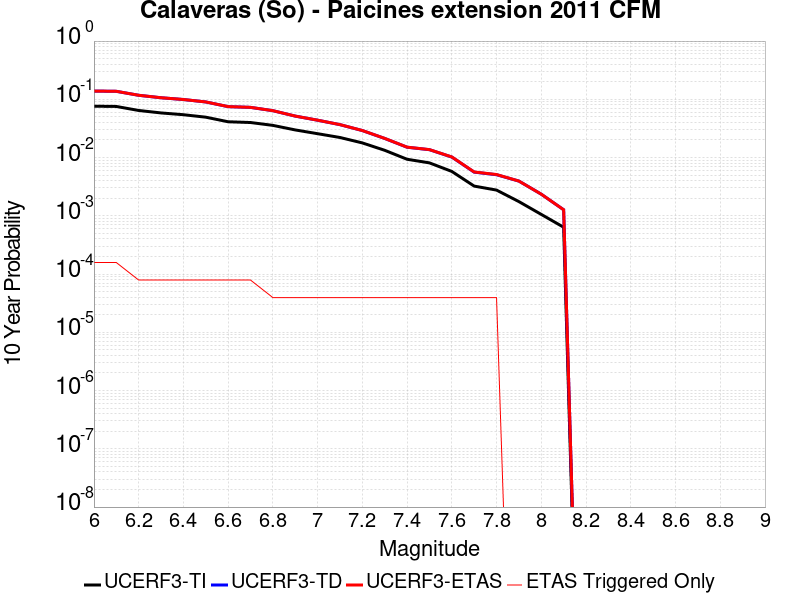 Calaveras (So) - Paicines extension 2011 CFM
10 0
10 -1
10 -2
10 -3
10 -4
10 -5
10 -6
10 -7
10 -8
10 Year Probability
6 6.2 6.4 6.6 6.8 7 7.2 7.4 7.6 7.8 8 8.2 8.4 8.6 8.8 9
Magnitude
UCERF3-TI UCERF3-TD UCERF3-ETAS ETAS Triggered Only